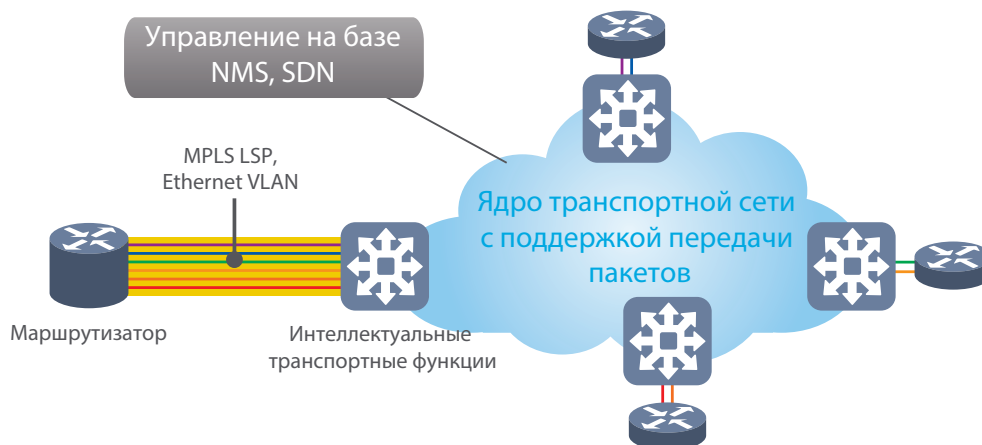 Управление на базе
NMS, SDN
MPLS LSP,
Ethernet VLAN
Ядро транспортной сети
с поддержкой передачи
пакетов
Маршрутизатор
Интеллектуальные
транспортные функции